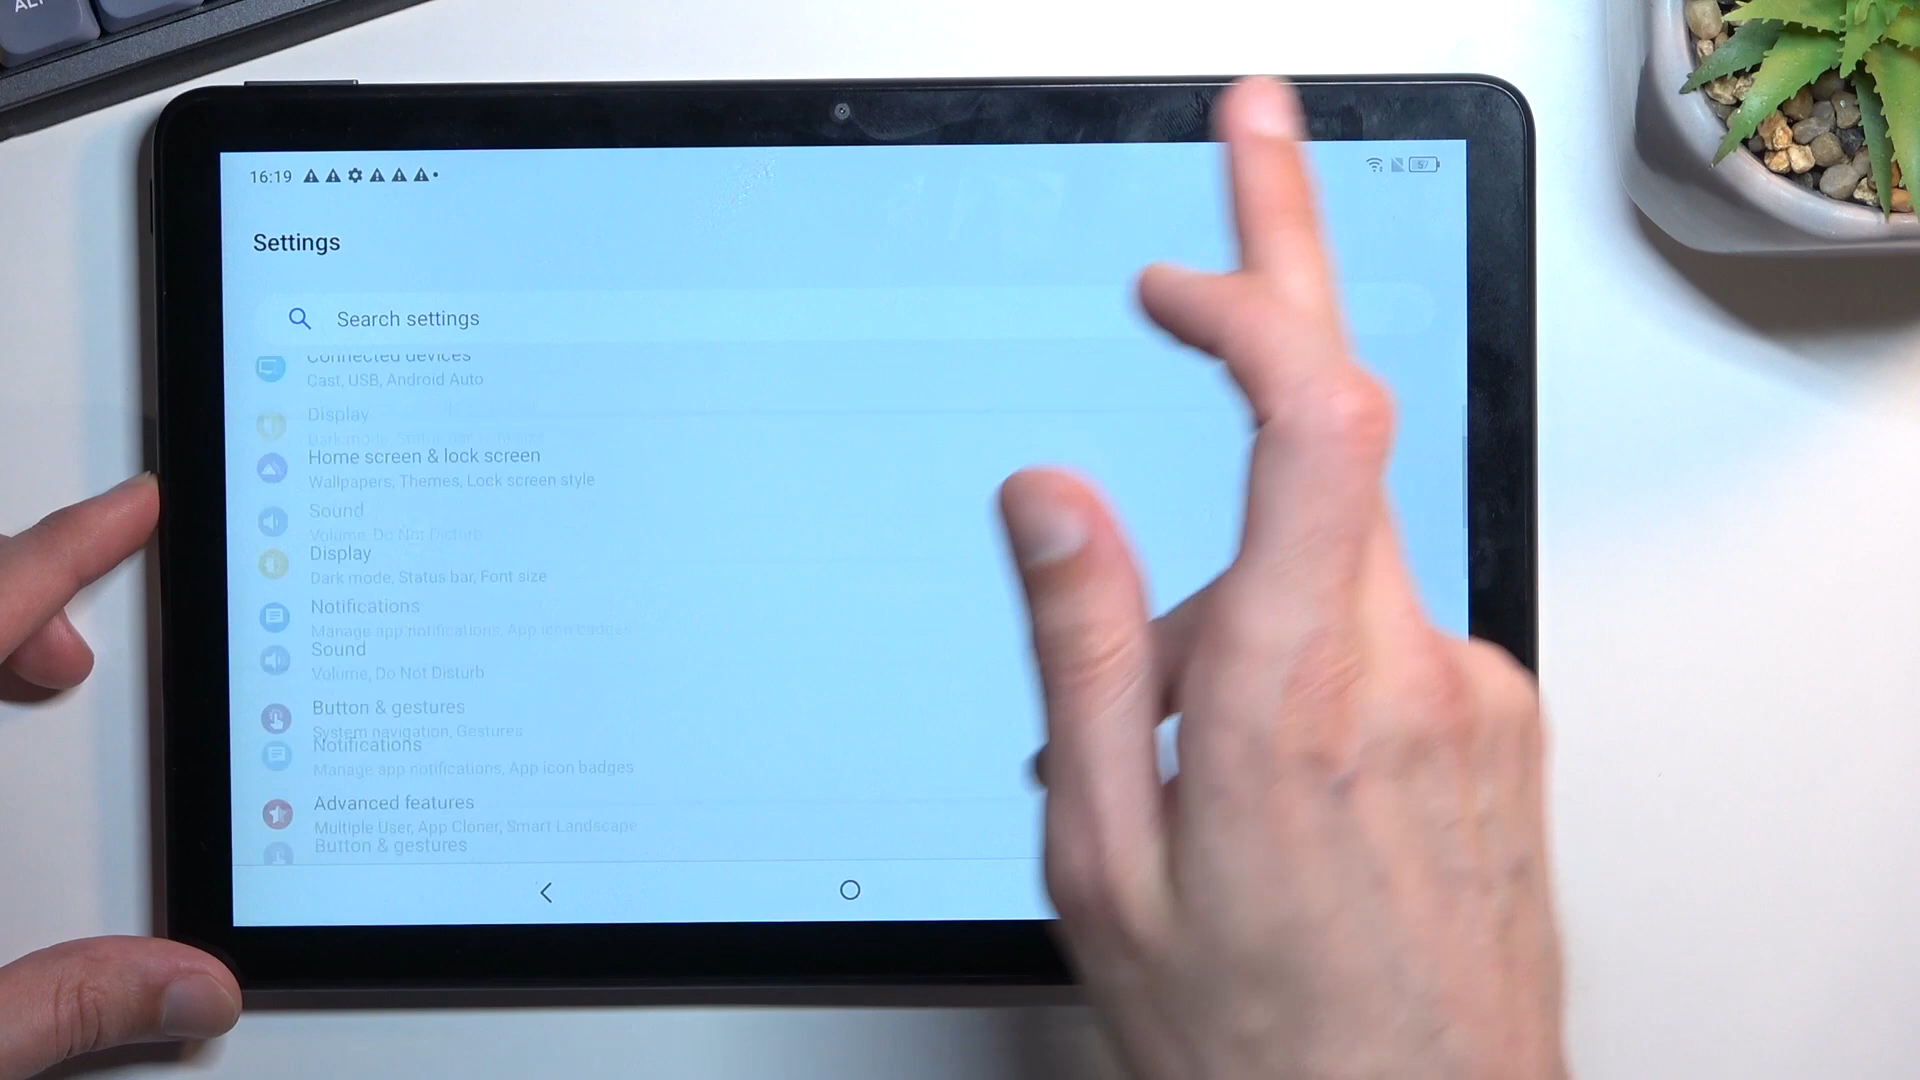 ALT
16:19
57
Settings
Search settings
Connected devices
Cast, USB, Android Auto
Display
Dark mode, Status bar, Font size
Home screen & lock screen
Wallpapers, Themes, Lock screen style
Sound
Volume, Do Not Disturb
Display
Dark mode, Status bar, Font size
Notifications
Manage app notifications, App icon badges
Sound
Volume, Do Not Disturb
Button & gestures
System navigation, Gestures
Notifications
Manage app notifications, App icon badges
Advanced features
Multiple User, App Cloner, Smart Landscape
Button & gestures